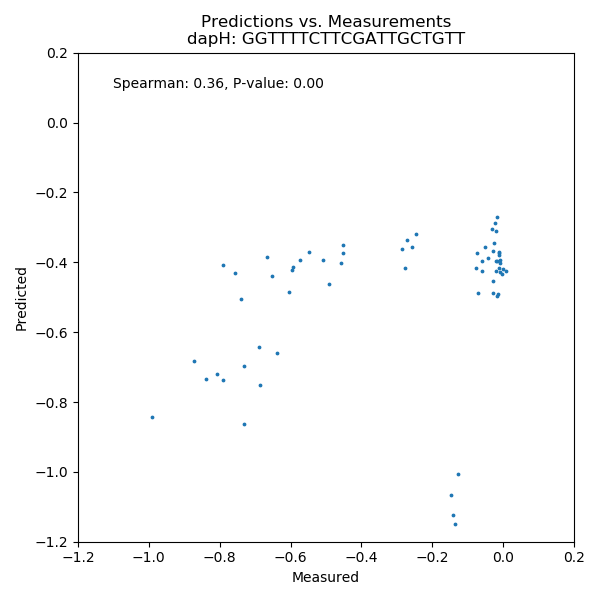 Predictions vs. Measurements
dapH: GGTTTTCTTCGATTGCTGTT
Spearman: 0.36, P-value: 0.00
0.2
0.0
−0.2
−0.4
−0.6
−0.8
−1.0
−1.2
Predicted
−1.2 −1.0 −0.8 −0.6 −0.4 −0.2 0.0 0.2
Measured